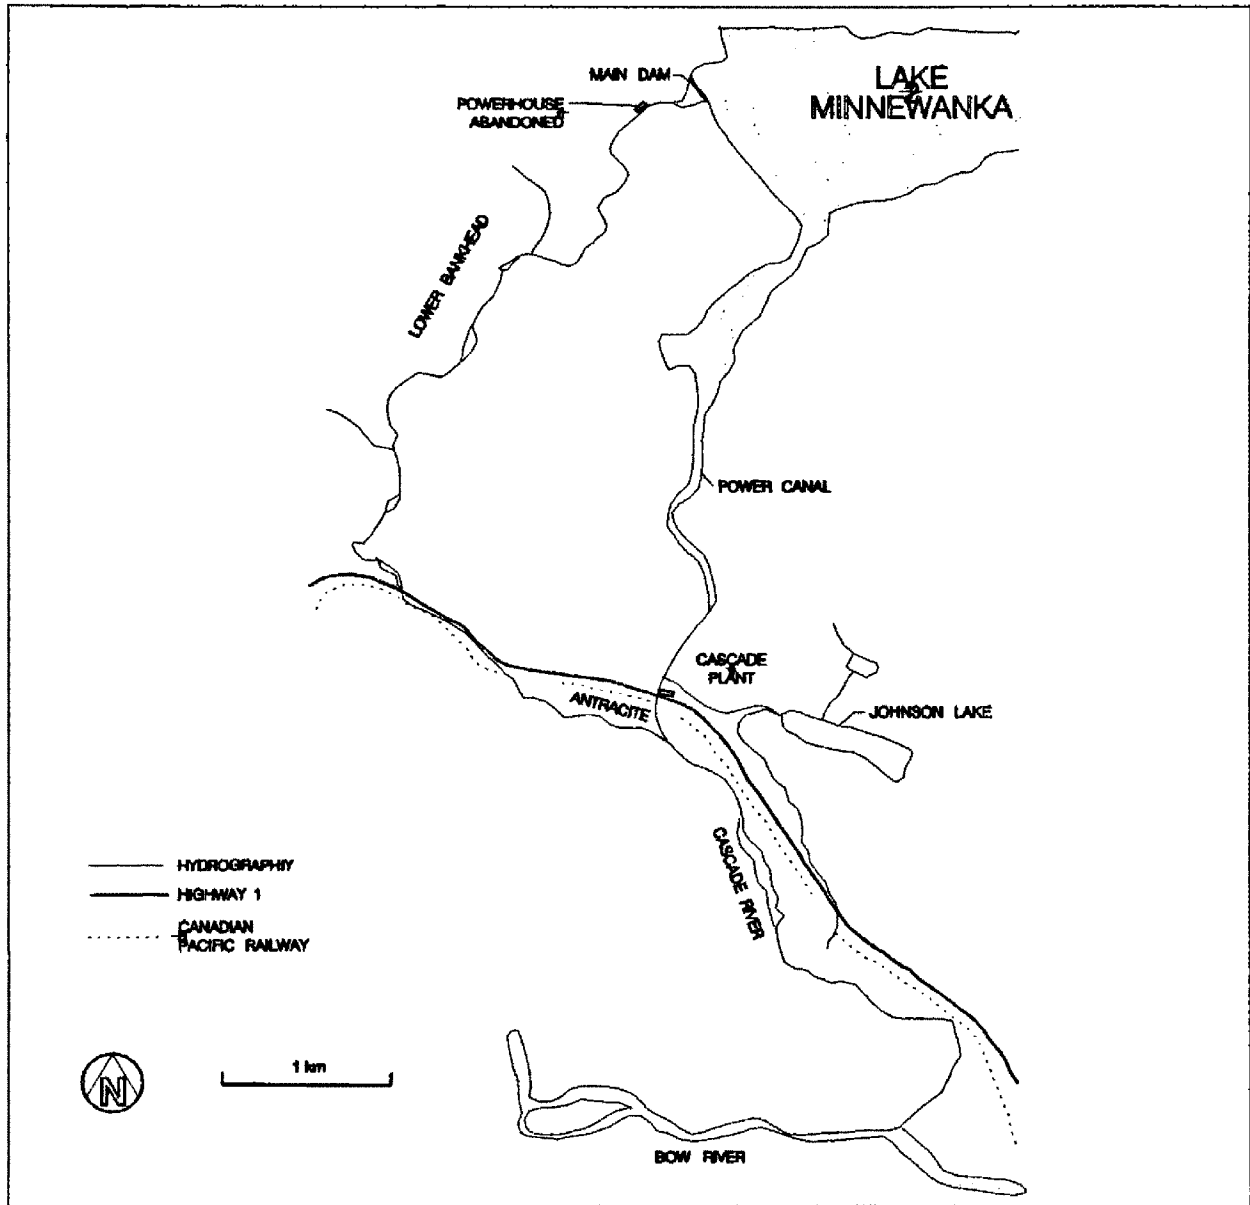 MAIN DAM
LAKE
MINNEWANKA
POWERHOUSE
ABANDONED
LOWER BANKHEAD
POWER CANAL
CASCADE
PLANT
ANTRACITE
JOHNSON LAKE
CASCADE RIVER
HYDROGRAPHIY
HIGHWAY 1
CANADIAN
PACIFIC RAILWAY
N
1 km
BOW RIVER